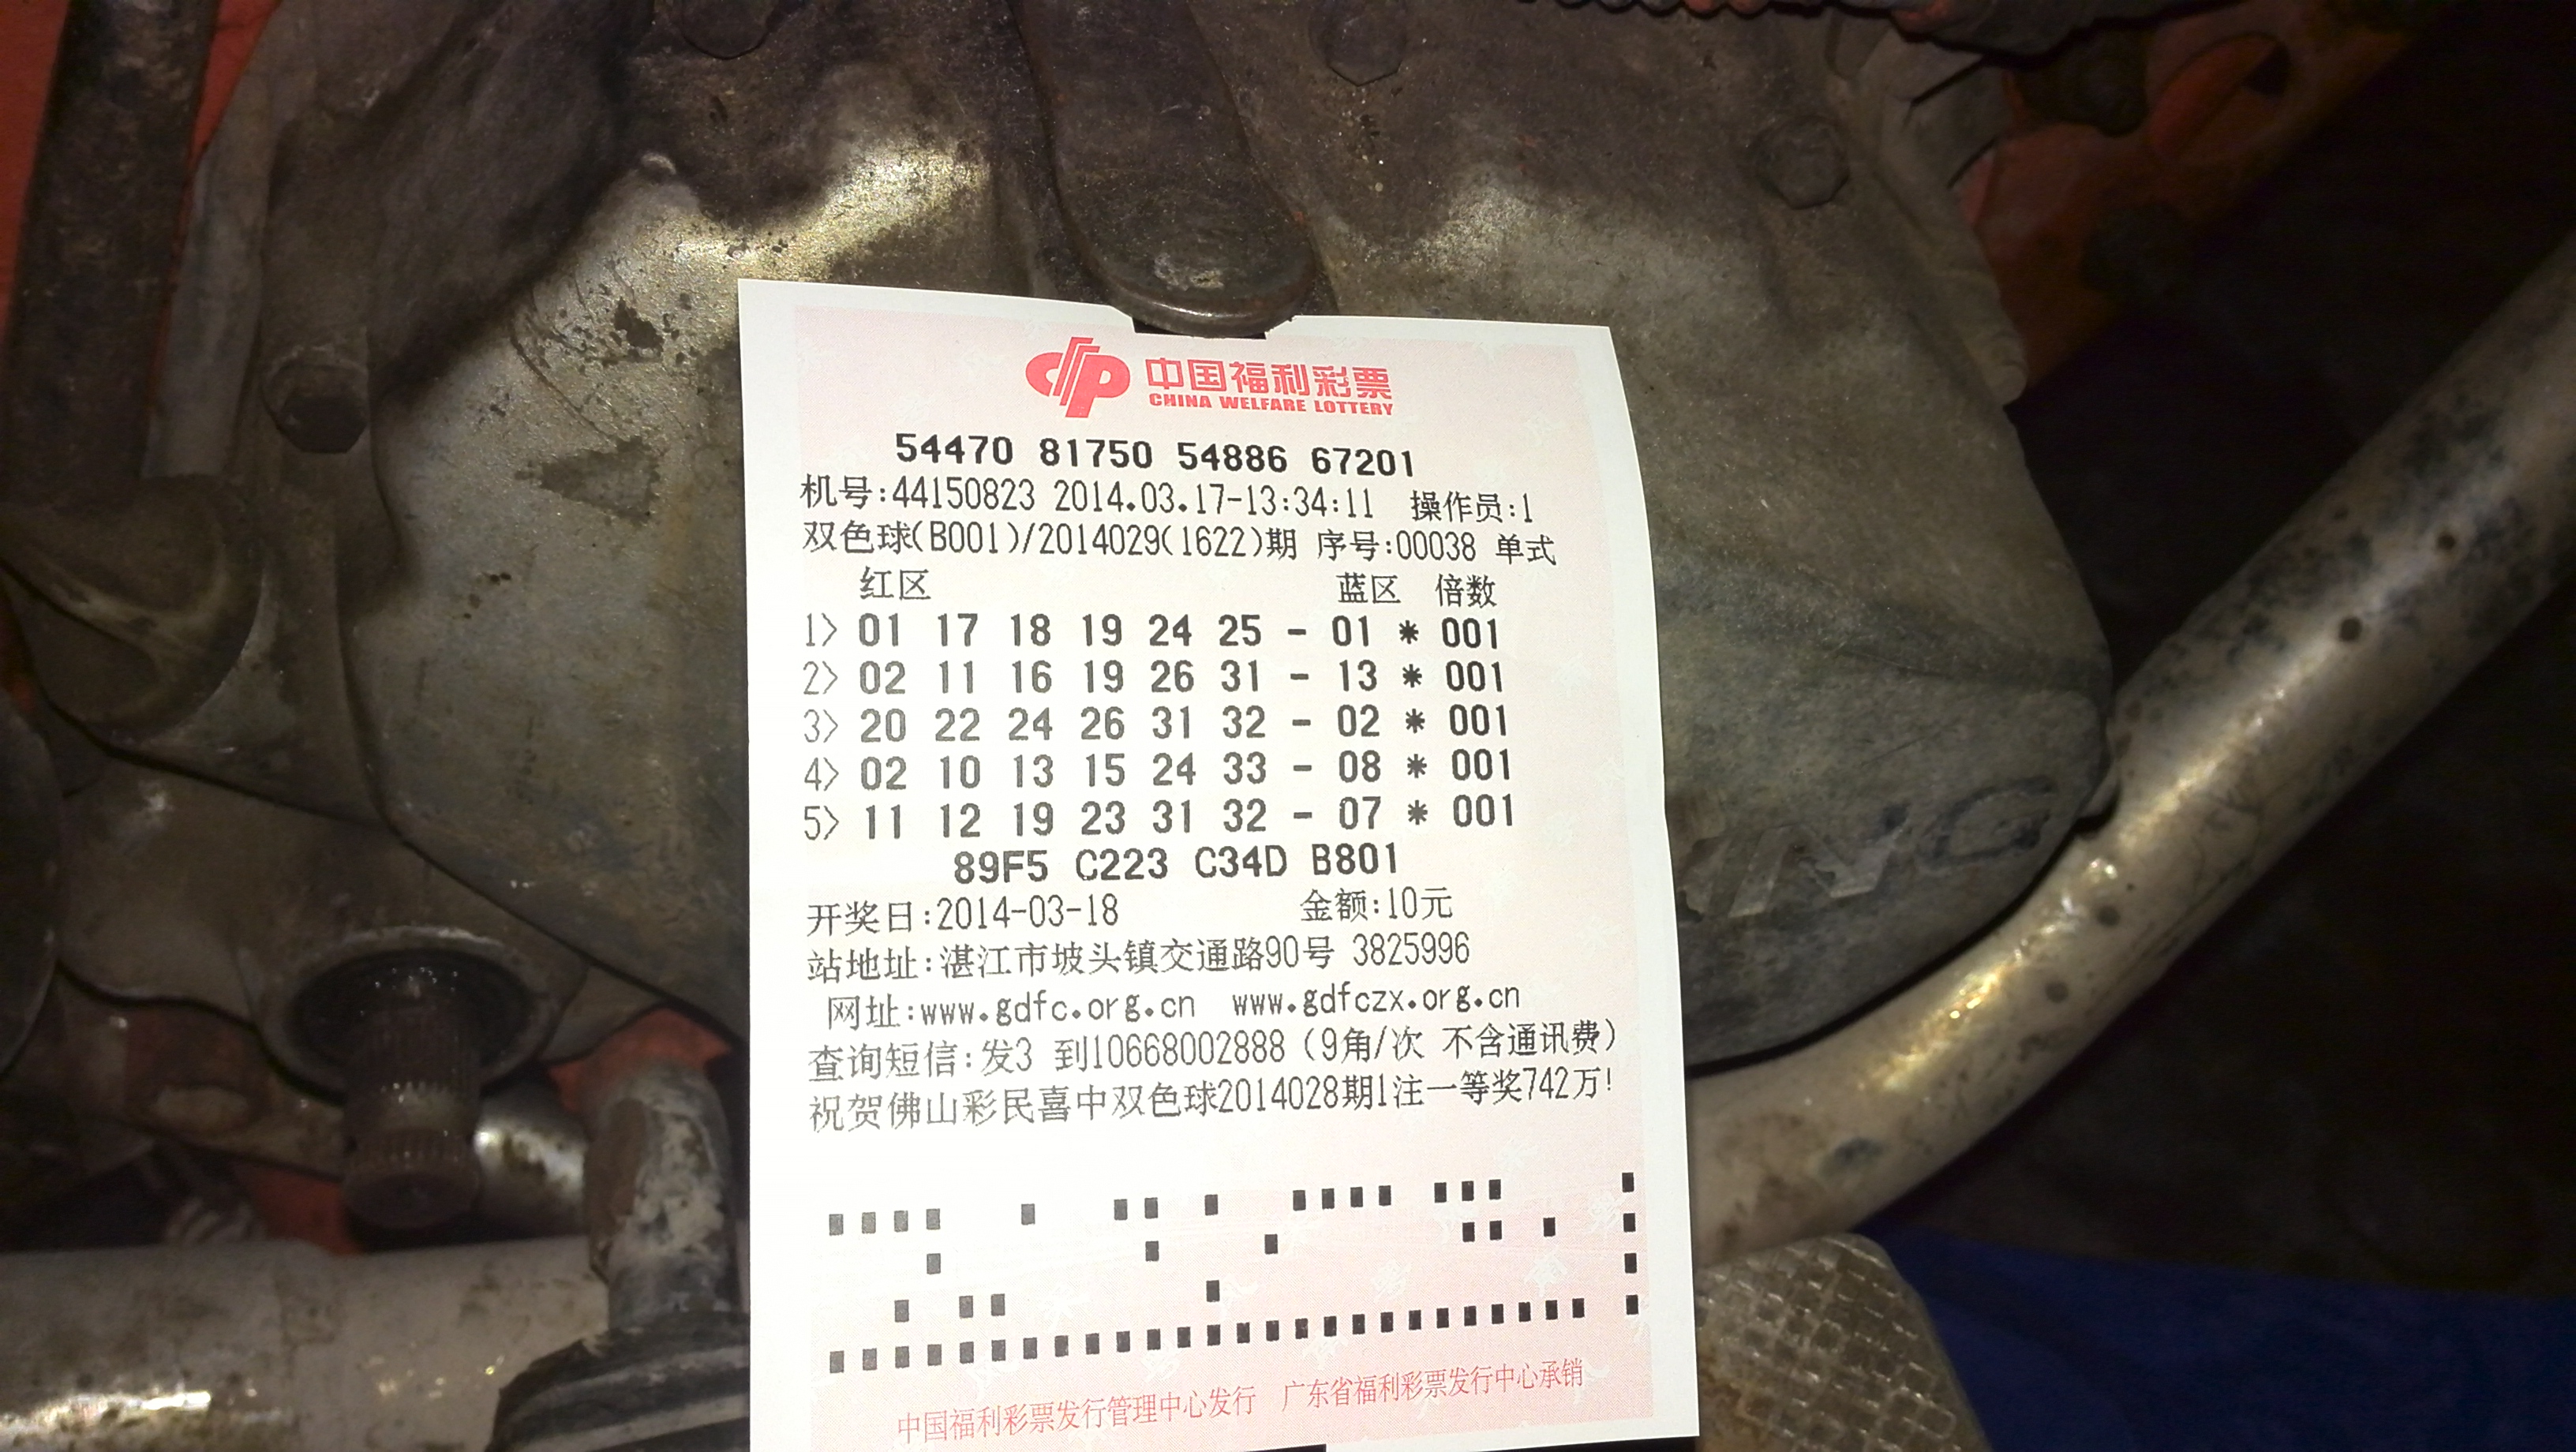 中国福利彩票
CHINA WELFARE LOTTERY
54470 81750 54886 67201
机号:44150823 2014.03.17-13:34:11 操作员:1
双色球(B001)/2014029(1622)期 序号:00038 单式
红区 蓝区 倍数
1> 01 17 18 19 24 25 - 01 * 001
2> 02 11 16 19 26 31 - 13 * 001
3> 20 22 24 26 31 32 - 02 * 001
4> 02 10 13 15 24 33 - 08 * 001
5> 11 12 19 23 31 32 - 07 * 001
89F5 C223 C34D B801
开奖日:2014-03-18 金额:10元
站地址:湛江市坡头镇交通路90号 3825996
网址:www.gdfc.org.cn www.gdfczx.org.cn
查询短信:发3 到10668002888(9角/次 不含通讯费)
祝贺佛山彩民喜中双色球2014028期1注一等奖742万!
中国福利彩票发行管理中心发行 广东省福利彩票发行中心承销